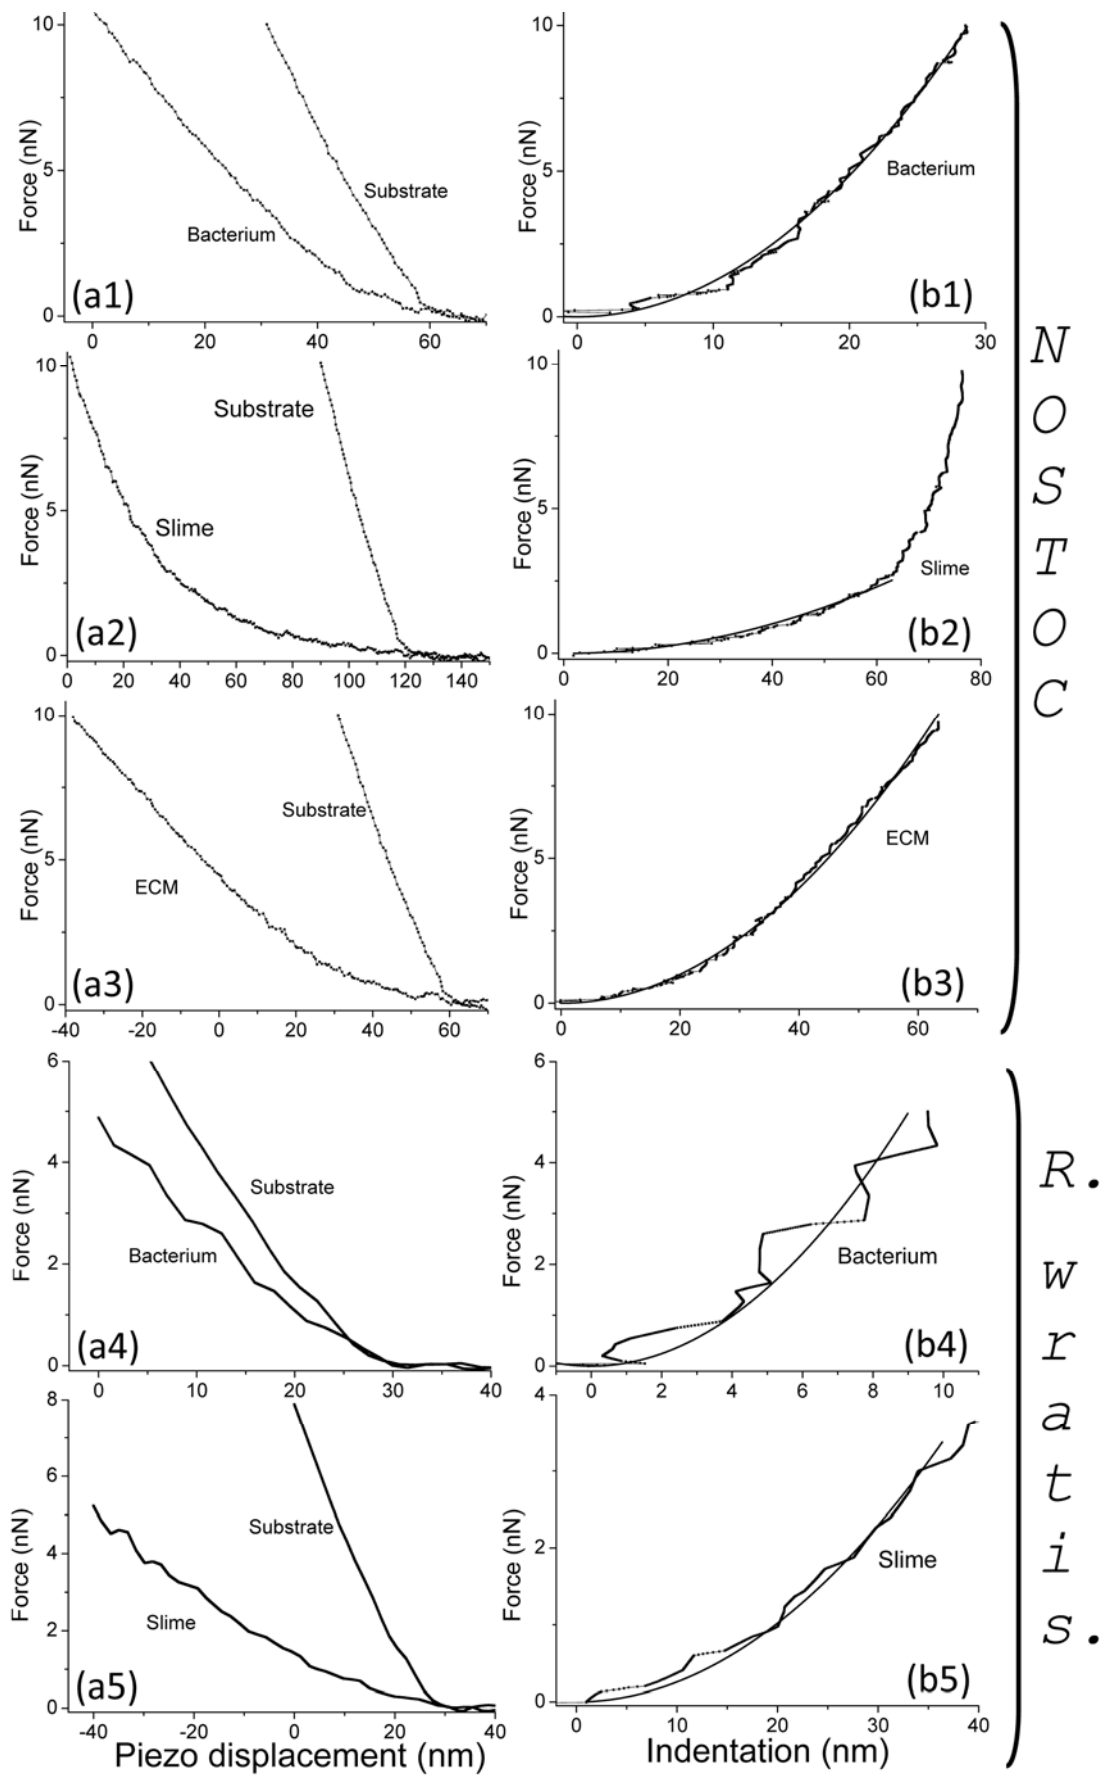 10
5
0
Force (nN)
Substrate
Bacterium
(a1)
0 20 40 60
10
5
0
Force (nN)
Bacterium
(b1)
0 10 20 30
10
5
0
Force (nN)
Substrate
Slime
(a2)
0 20 40 60 80 100 120 140
10
5
0
Force (nN)
Slime
(b2)
0 20 40 60 80
10
5
0
Force (nN)
Substrate
ECM
(a3)
-40 -20 0 20 40 60
10
5
0
Force (nN)
ECM
(b3)
0 20 40 60
NOSTOC
6
4
2
0
Force (nN)
Substrate
Bacterium
(a4)
0 10 20 30 40
6
4
2
0
Force (nN)
Bacterium
(b4)
0 2 4 6 8 10
8
6
4
2
0
Force (nN)
Substrate
Slime
(a5)
-40 -20 0 20 40
Piezo displacement (nm)
4
2
0
Force (nN)
Slime
(b5)
0 10 20 30 40
Indentation (nm)
R. wratis.